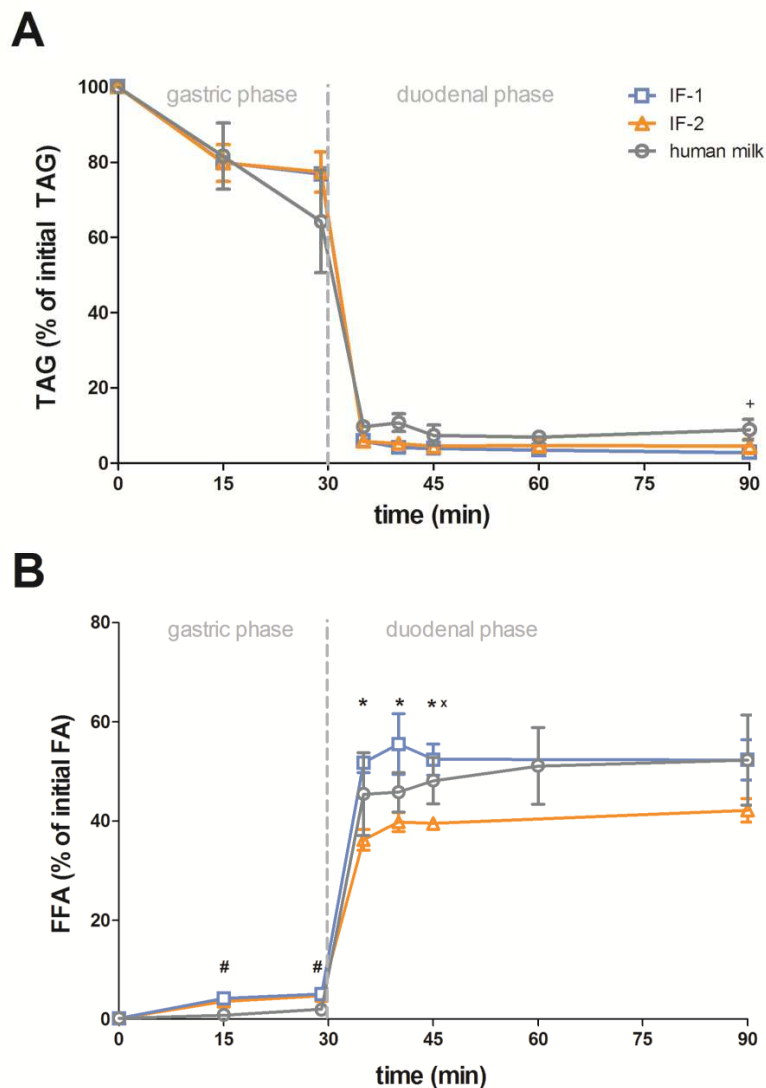 A
TAG (% of initial TAG)
100
80
60
40
20
0
gastric phase
duodenal phase
IF-1
IF-2
human milk
+
0
15
30
35
45
60
75
90
time (min)
B
FFA (% of initial FA)
80
60
40
20
0
gastric phase
duodenal phase
* * * x
# #
0
15
30
45
60
75
90
time (min)